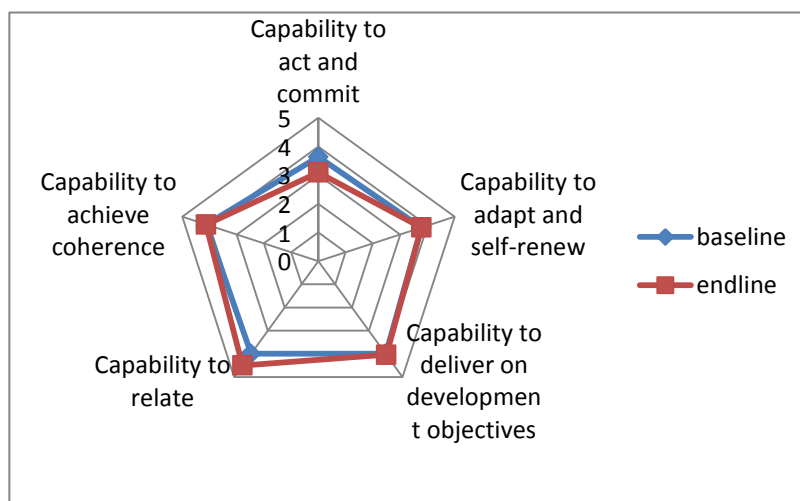 Capability to
act and
commit
5
4
3
2
1
0
Capability to
adapt and
self-renew
Capability to
deliver on
developmen
t objectives
Capability to
relate
Capability to
achieve
coherence
baseline
endline